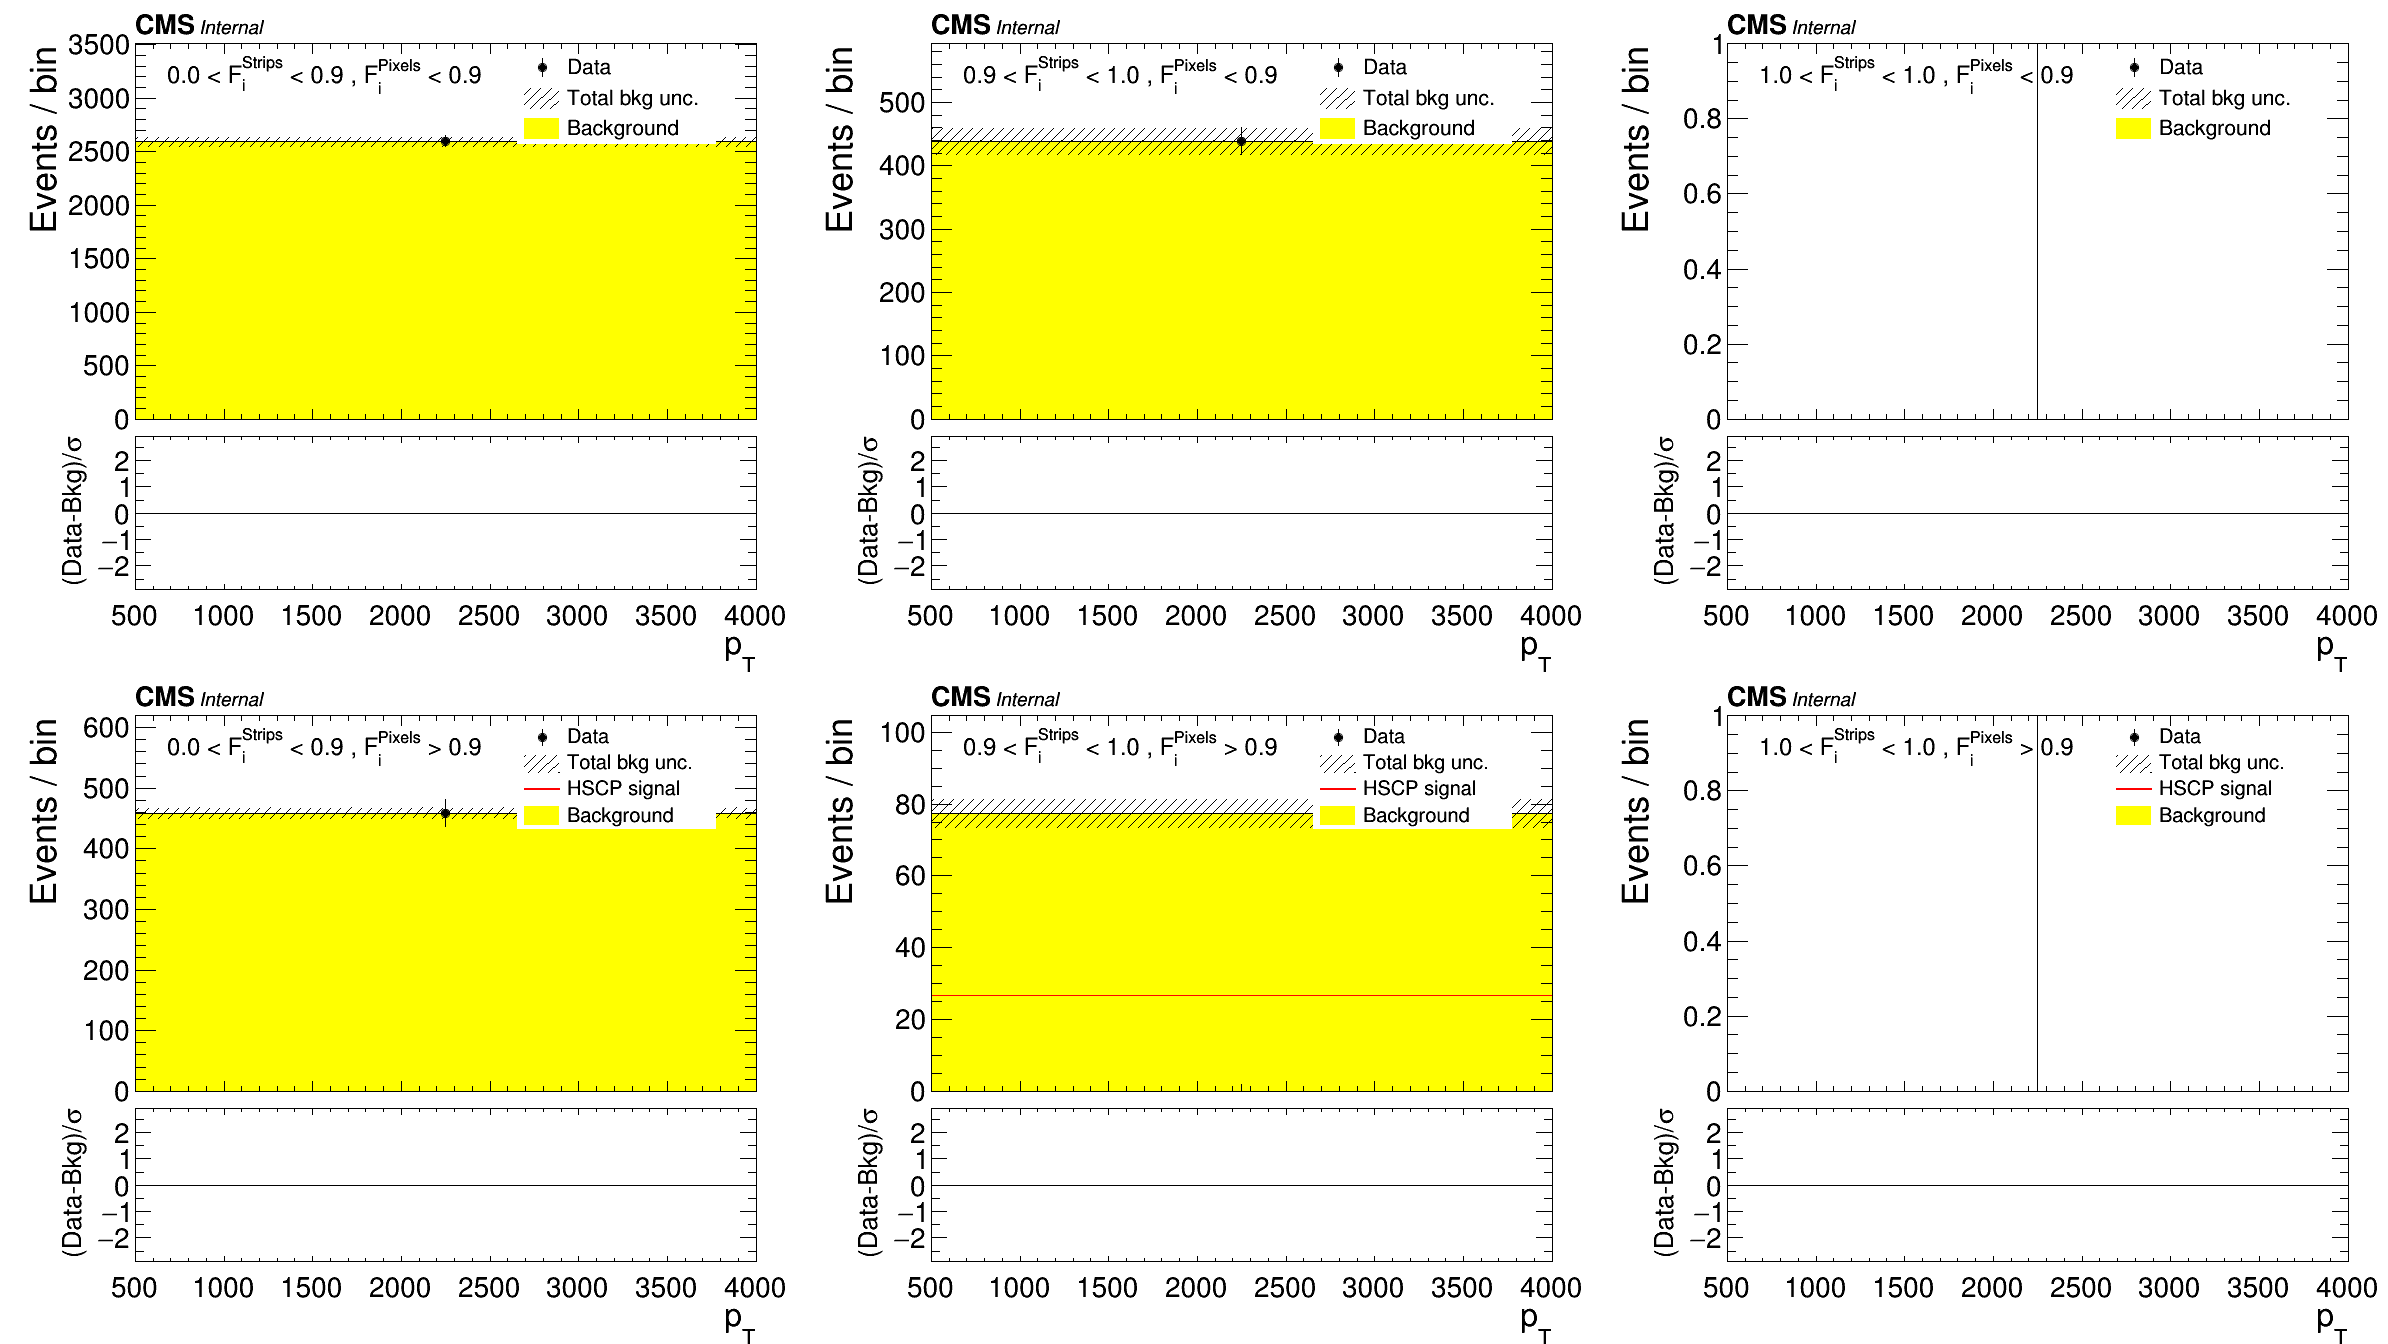 CMS Internal
0.0 < F_i^Strips < 0.9 , F_i^Pixels < 0.9
Data
Total bkg unc.
Background
Events / bin
3500
3000
2500
2000
1500
1000
500
0
(Data-Bkg)/σ
2
1
0
−1
−2
500 1000 1500 2000 2500 3000 3500 4000
p_T
CMS Internal
0.9 < F_i^Strips < 1.0 , F_i^Pixels < 0.9
Data
Total bkg unc.
Background
Events / bin
500
400
300
200
100
0
(Data-Bkg)/σ
2
1
0
−1
−2
500 1000 1500 2000 2500 3000 3500 4000
p_T
CMS Internal
1.0 < F_i^Strips < 1.0 , F_i^Pixels < 0.9
Data
Total bkg unc.
Background
Events / bin
1
0.8
0.6
0.4
0.2
0
(Data-Bkg)/σ
2
1
0
−1
−2
500 1000 1500 2000 2500 3000 3500 4000
p_T
CMS Internal
0.0 < F_i^Strips < 0.9 , F_i^Pixels > 0.9
Data
Total bkg unc.
HSCP signal
Background
Events / bin
600
500
400
300
200
100
0
(Data-Bkg)/σ
2
1
0
−1
−2
500 1000 1500 2000 2500 3000 3500 4000
p_T
CMS Internal
0.9 < F_i^Strips < 1.0 , F_i^Pixels > 0.9
Data
Total bkg unc.
HSCP signal
Background
Events / bin
100
80
60
40
20
0
(Data-Bkg)/σ
2
1
0
−1
−2
500 1000 1500 2000 2500 3000 3500 4000
p_T
CMS Internal
1.0 < F_i^Strips < 1.0 , F_i^Pixels > 0.9
Data
Total bkg unc.
HSCP signal
Background
Events / bin
1
0.8
0.6
0.4
0.2
0
(Data-Bkg)/σ
2
1
0
−1
−2
500 1000 1500 2000 2500 3000 3500 4000
p_T